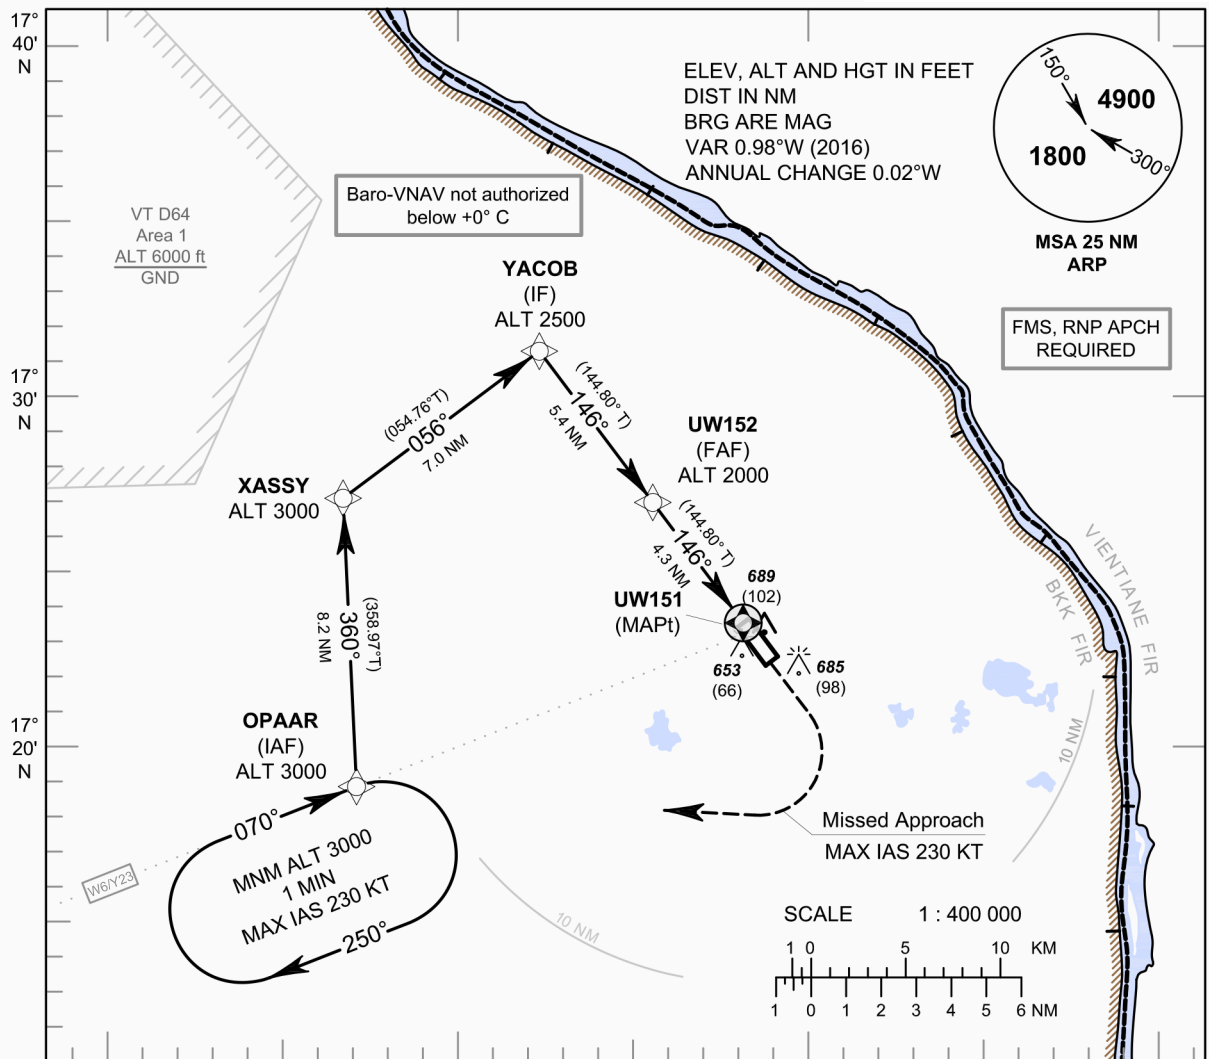 17°
40'
N
ELEV, ALT AND HGT IN FEET
DIST IN NM
BRG ARE MAG
VAR 0.98°W (2016)
ANNUAL CHANGE 0.02°W
150°
4900
1800
300°
MSA 25 NM
ARP
Baro-VNAV not authorized
below +0° C
VT D64
Area 1
ALT 6000 ft
GND
FMS, RNP APCH
REQUIRED
YACOB
(IF)
ALT 2500
17°
30'
N
(054.76°T)
056°
7.0 NM
(144.80° T)
146°
5.4 NM
UW152
(FAF)
ALT 2000
XASSY
ALT 3000
(144.80° T)
146°
4.3 NM
VIENTIANE FIR
BKK FIR
689
(102)
UW151
(MAPt)
653
(66)
685
(98)
(358.97°T)
360°
8.2 NM
17°
20'
N
OPAAR
(IAF)
ALT 3000
10 NM
070°
MNM ALT 3000
1 MIN
MAX IAS 230 KT
250°
W6/Y23
Missed Approach
MAX IAS 230 KT
10 NM
SCALE 1 : 400 000
1 0 5 10 KM
1 0 1 2 3 4 5 6 NM